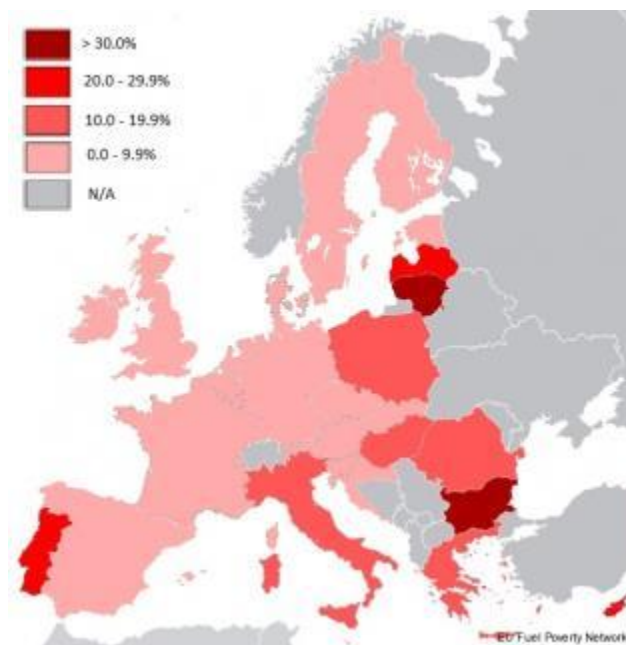 > 30.0%
20.0 - 29.9%
10.0 - 19.9%
0.0 - 9.9%
N/A
EU Fuel Poverty Network